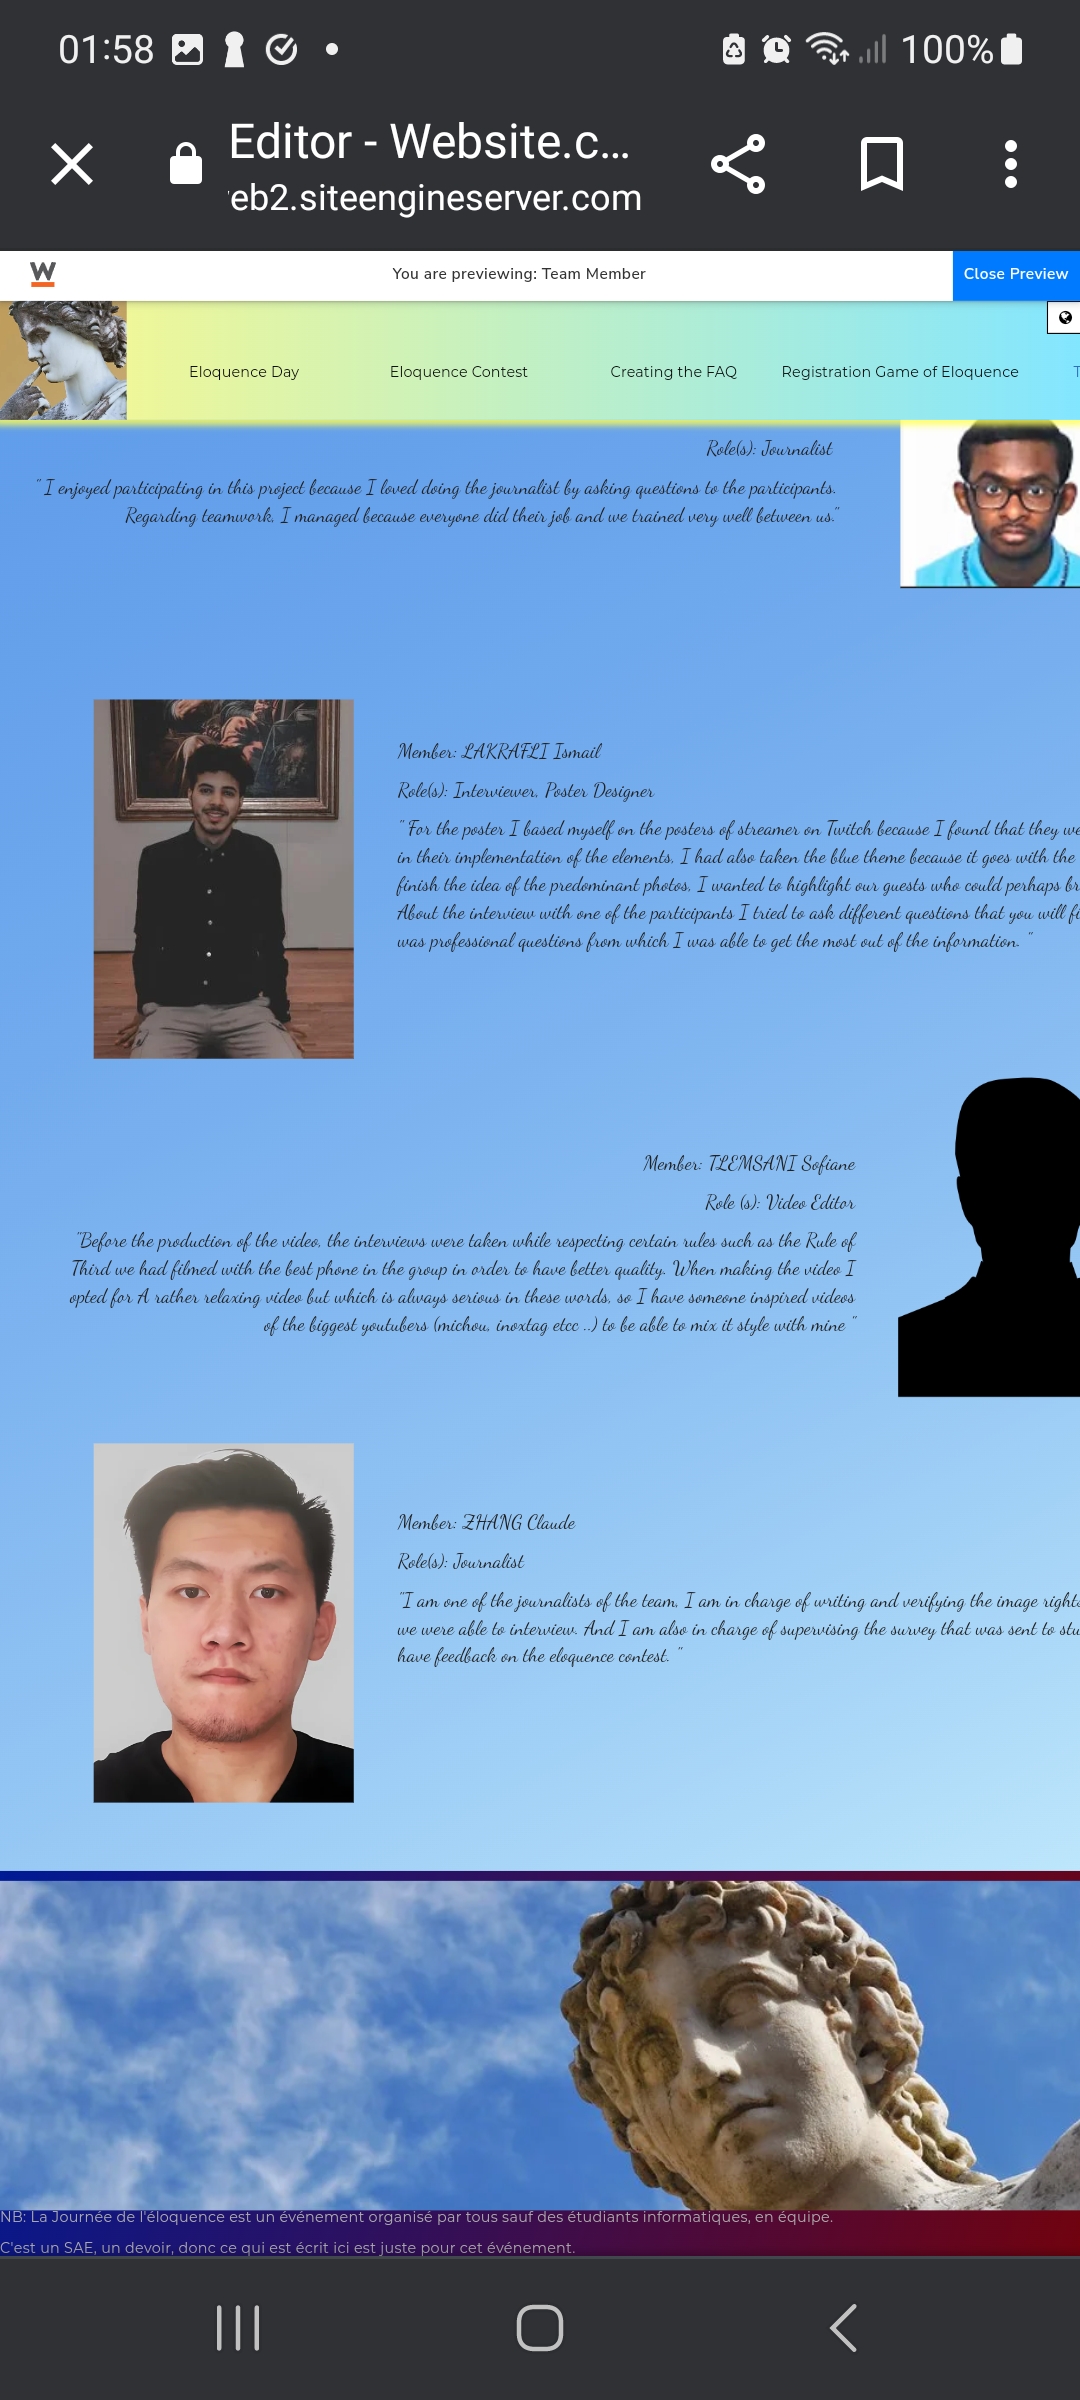 01:58
100%
Editor - Website.c...
eb2.siteengineserver.com
W
You are previewing: Team Member
Close Preview
Eloquence Day
Eloquence Contest
Creating the FAQ
Registration Game of Eloquence
Role(s): Journalist
" I enjoyed participating in this project because I loved doing the journalist by asking questions to the participants.
Regarding teamwork, I managed because everyone did their job and we trained very well between us."
Member: LAKRAFLI Ismail
Role(s): Interviewer, Poster Designer
" For the poster I based myself on the posters of streamer on Twitch because I found that they we
in their implementation of the elements, I had also taken the blue theme because it goes with the
finish the idea of the predominant photos, I wanted to highlight our guests who could perhaps br
About the interview with one of the participants I tried to ask different questions that you will fi
was professional questions from which I was able to get the most out of the information. "
Member: TLEMSANI Sofiane
Role (s): Video Editor
"Before the production of the video, the interviews were taken while respecting certain rules such as the Rule of
Third we had filmed with the best phone in the group in order to have better quality. When making the video I
opted for A rather relaxing video but which is always serious in these words, so I have someone inspired videos
of the biggest youtubers (michou, inoxtag etcc ..) to be able to mix it style with mine "
Member: ZHANG Claude
Role(s): Journalist
"I am one of the journalists of the team, I am in charge of writing and verifying the image rights
we were able to interview. And I am also in charge of supervising the survey that was sent to stu
have feedback on the eloquence contest. "
NB: La Journée de l'éloquence est un événement organisé par tous sauf des étudiants informatiques, en équipe.
C'est un SAE, un devoir, donc ce qui est écrit ici est juste pour cet événement.